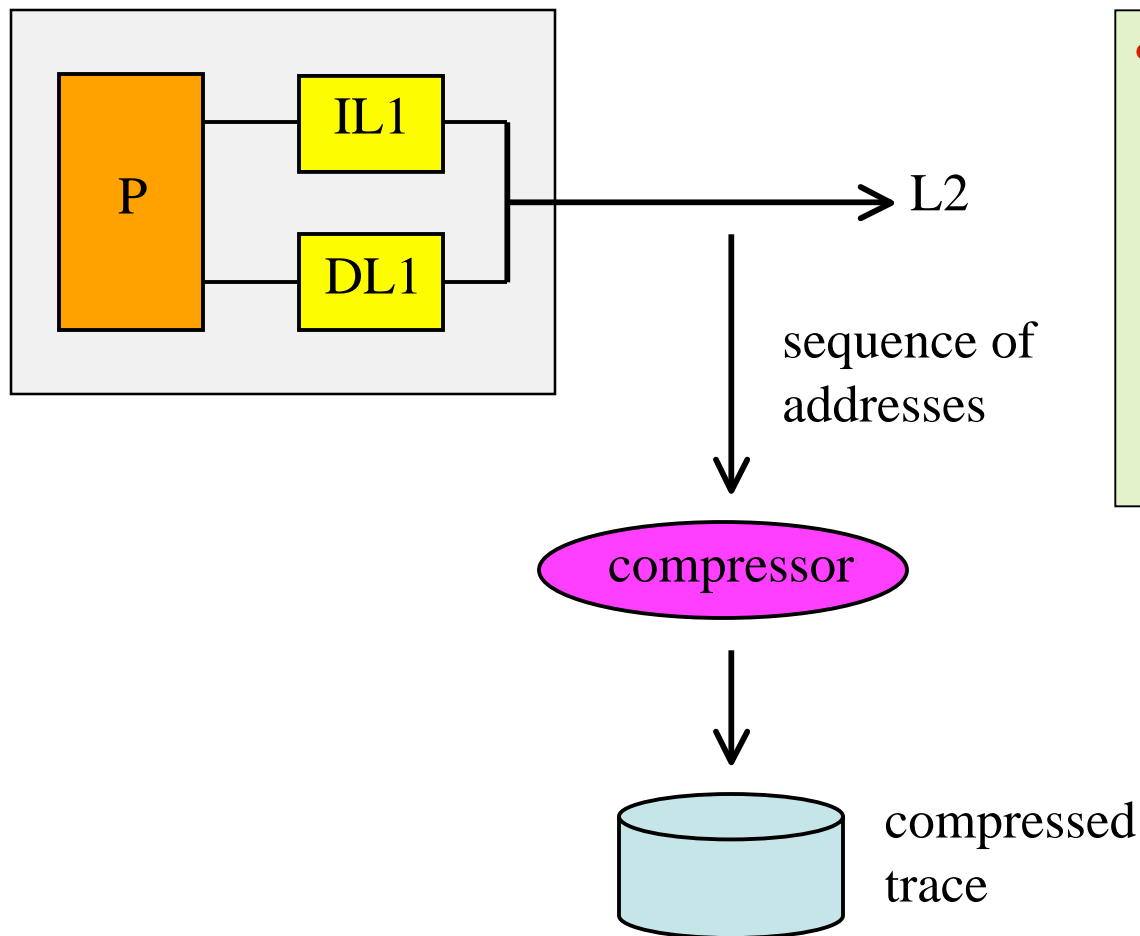 IL1
P
L2
DL1
sequence of
addresses
compressor
compressed
trace